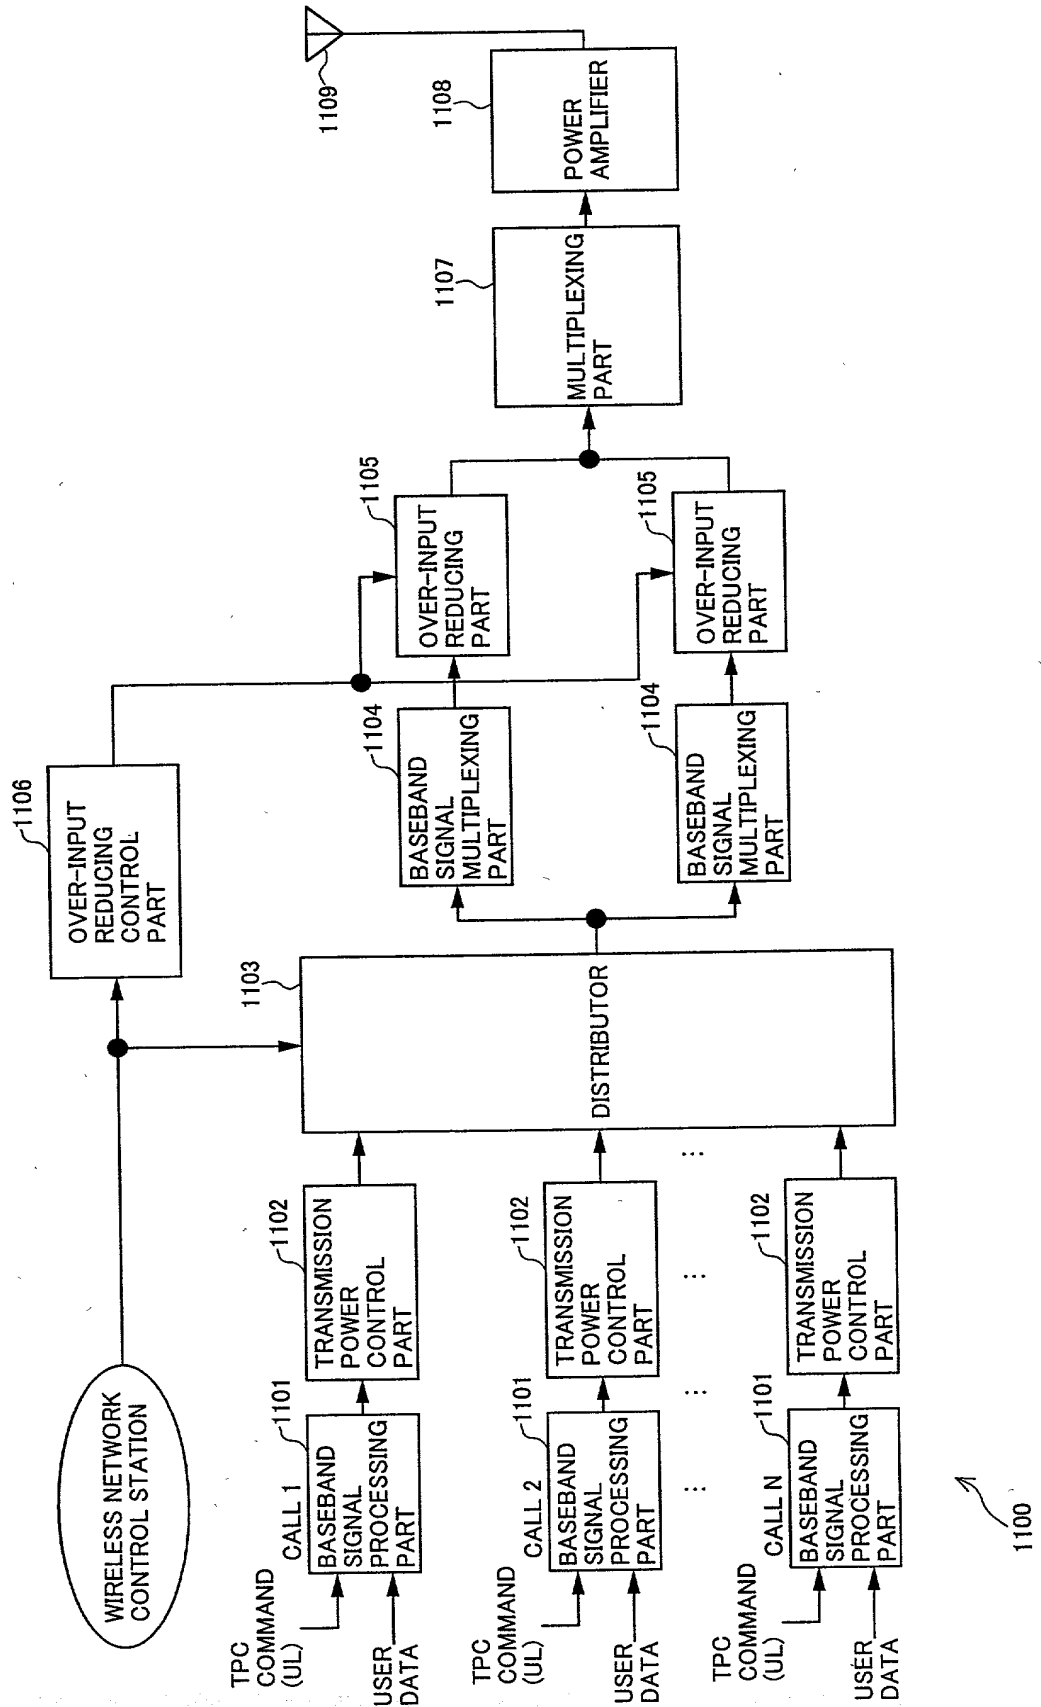 WIRELESS NETWORK
CONTROL STATION
1106
OVER-INPUT
REDUCING
CONTROL
PART
TPC
COMMAND
(UL)
USER
DATA
CALL 1
1101
BASEBAND
SIGNAL
PROCESSING
PART
1102
TRANSMISSION
POWER
CONTROL
PART
TPC
COMMAND
(UL)
USER
DATA
CALL 2
1101
BASEBAND
SIGNAL
PROCESSING
PART
1102
TRANSMISSION
POWER
CONTROL
PART
...
...
...
...
TPC
COMMAND
(UL)
USER
DATA
CALL N
1101
BASEBAND
SIGNAL
PROCESSING
PART
1102
TRANSMISSION
POWER
CONTROL
PART
1103
DISTRIBUTOR
1104
BASEBAND
SIGNAL
MULTIPLEXING
PART
1105
OVER-INPUT
REDUCING
PART
1104
BASEBAND
SIGNAL
MULTIPLEXING
PART
1105
OVER-INPUT
REDUCING
PART
1107
MULTIPLEXING
PART
1108
POWER
AMPLIFIER
1109
1100